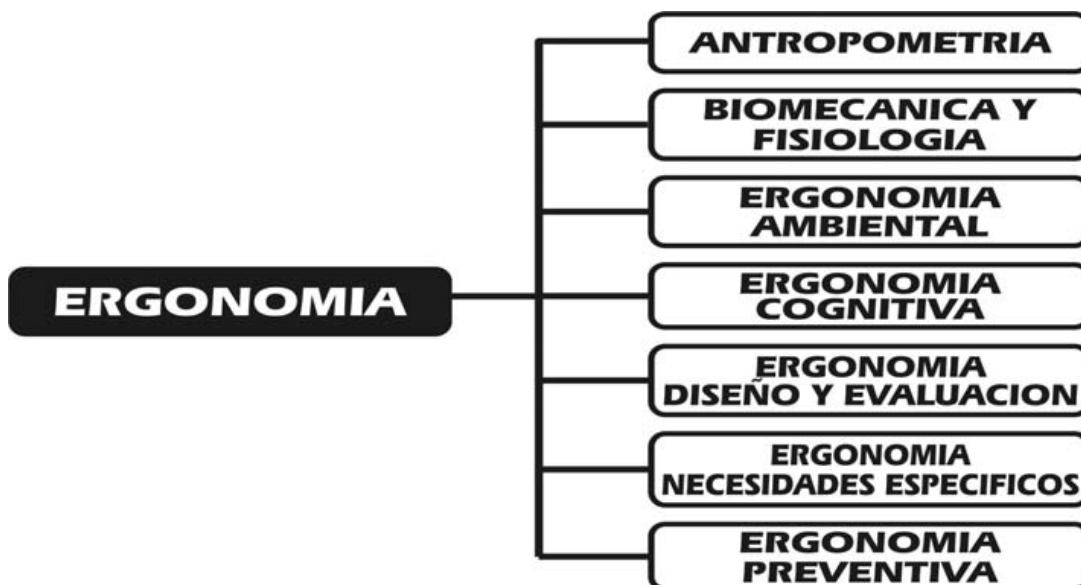 ANTROPOMETRIA
BIOMECANICA Y
FISIOLOGIA
ERGONOMIA
AMBIENTAL
ERGONOMIA
ERGONOMIA
COGNITIVA
ERGONOMIA
DISEÑO Y EVALUACION
ERGONOMIA
NECESIDADES ESPECIFICOS
ERGONOMIA
PREVENTIVA